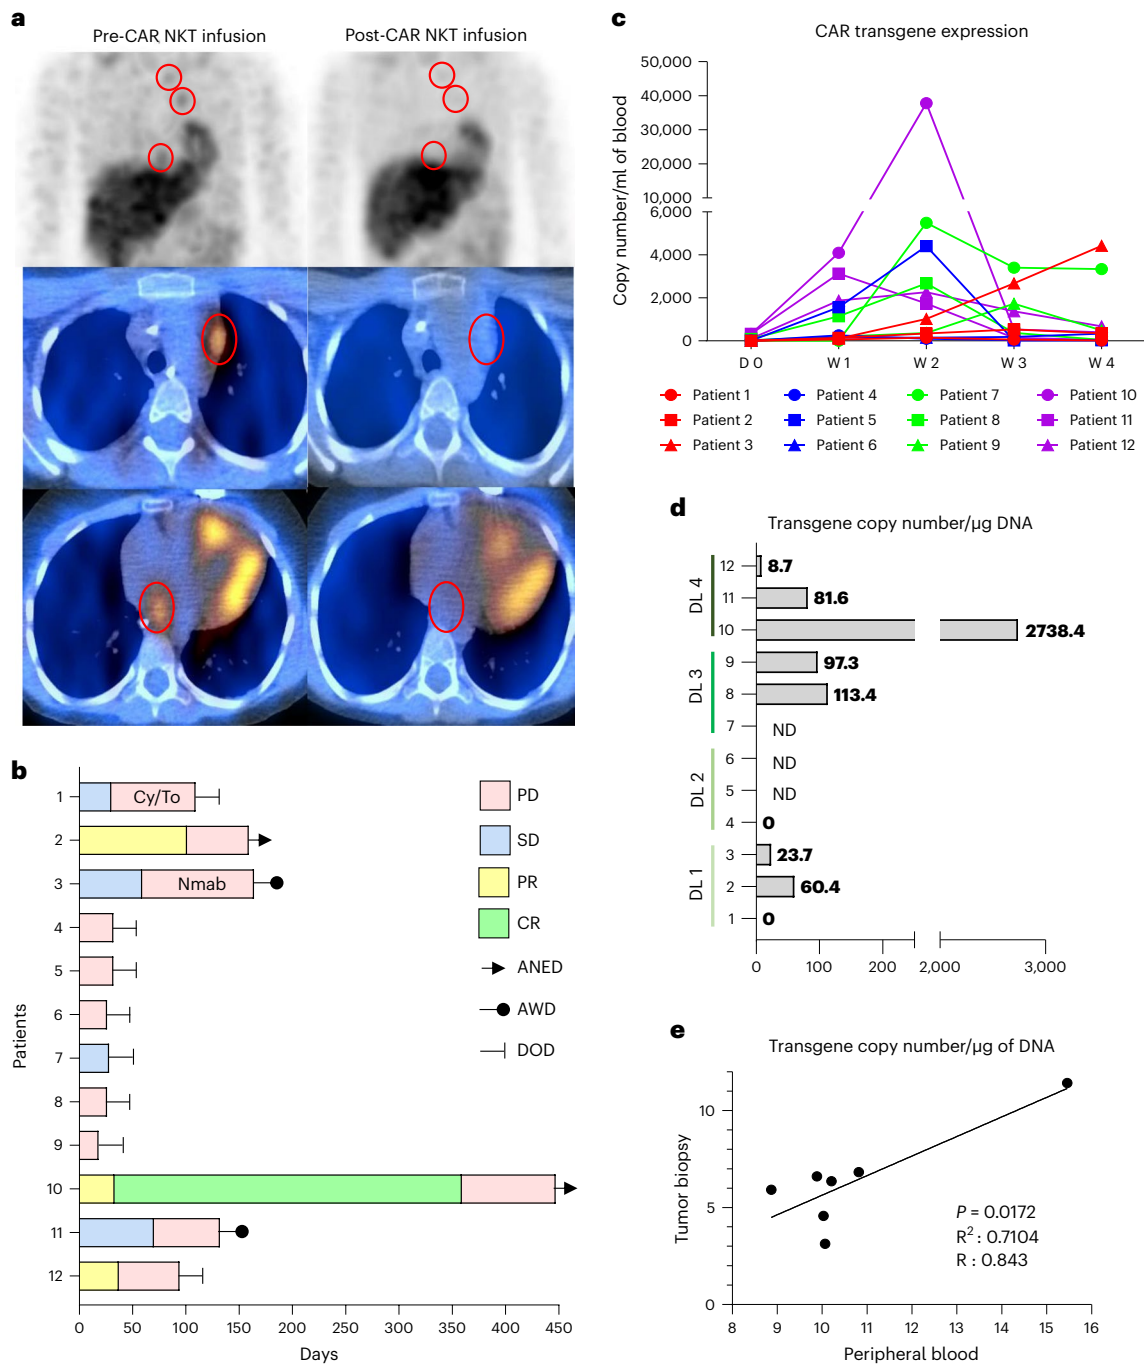 a
Pre-CAR NKT infusion
Post-CAR NKT infusion
b
1
2
3
4
5
6
7
8
9
10
11
12
Patients
Cy/To
Nmab
PD
SD
PR
CR
ANED
AWD
DOD
0 50 100 150 200 250 300 350 400 450
Days
c
CAR transgene expression
Copy number/ml of blood
50,000
40,000
30,000
20,000
10,000
6,000
4,000
2,000
0
D 0 W 1 W 2 W 3 W 4
Patient 1 Patient 4 Patient 7 Patient 10
Patient 2 Patient 5 Patient 8 Patient 11
Patient 3 Patient 6 Patient 9 Patient 12
d
Transgene copy number/µg DNA
DL 4
DL 3
DL 2
DL 1
12 8.7
11 81.6
10 2738.4
9 97.3
8 113.4
7 ND
6 ND
5 ND
4 0
3 23.7
2 60.4
1 0
0 100 200 2,000 3,000
e
Transgene copy number/µg of DNA
Tumor biopsy
10
5
0
P = 0.0172
R² : 0.7104
R : 0.843
8 9 10 11 12 13 14 15 16
Peripheral blood